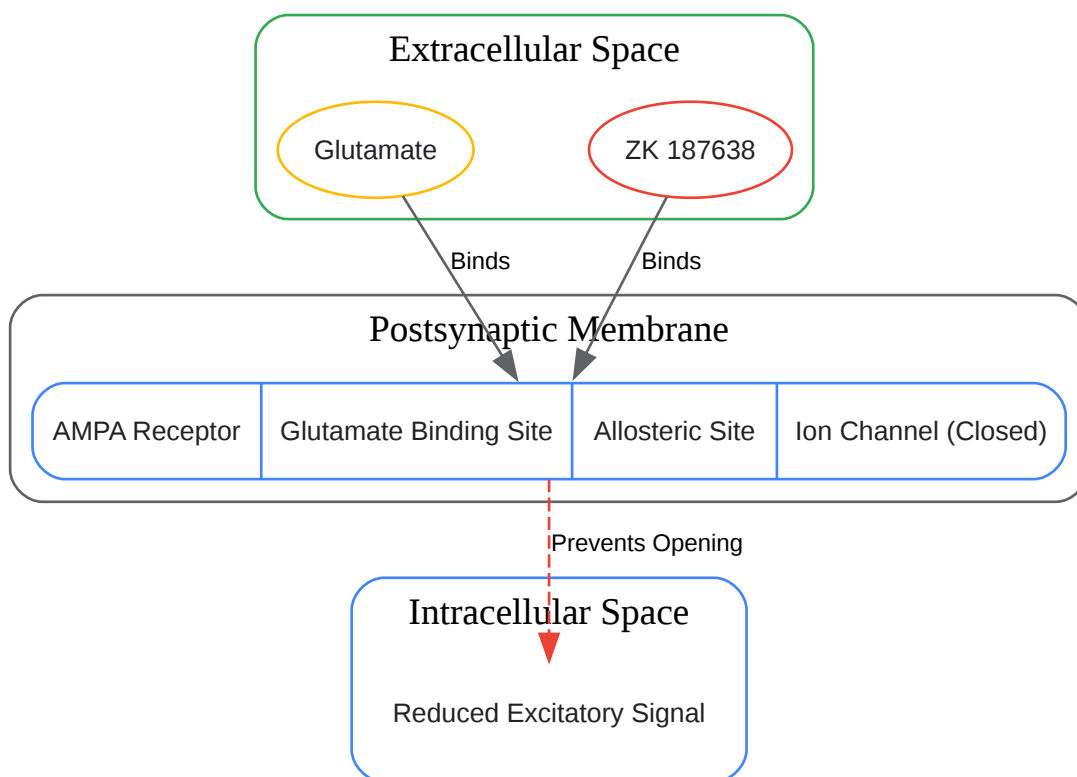 Extracellular Space
Glutamate
ZK 187638
Binds
Binds
Postsynaptic Membrane
AMPA Receptor
Glutamate Binding Site
Allosteric Site
Ion Channel (Closed)
Prevents Opening
Intracellular Space
Reduced Excitatory Signal